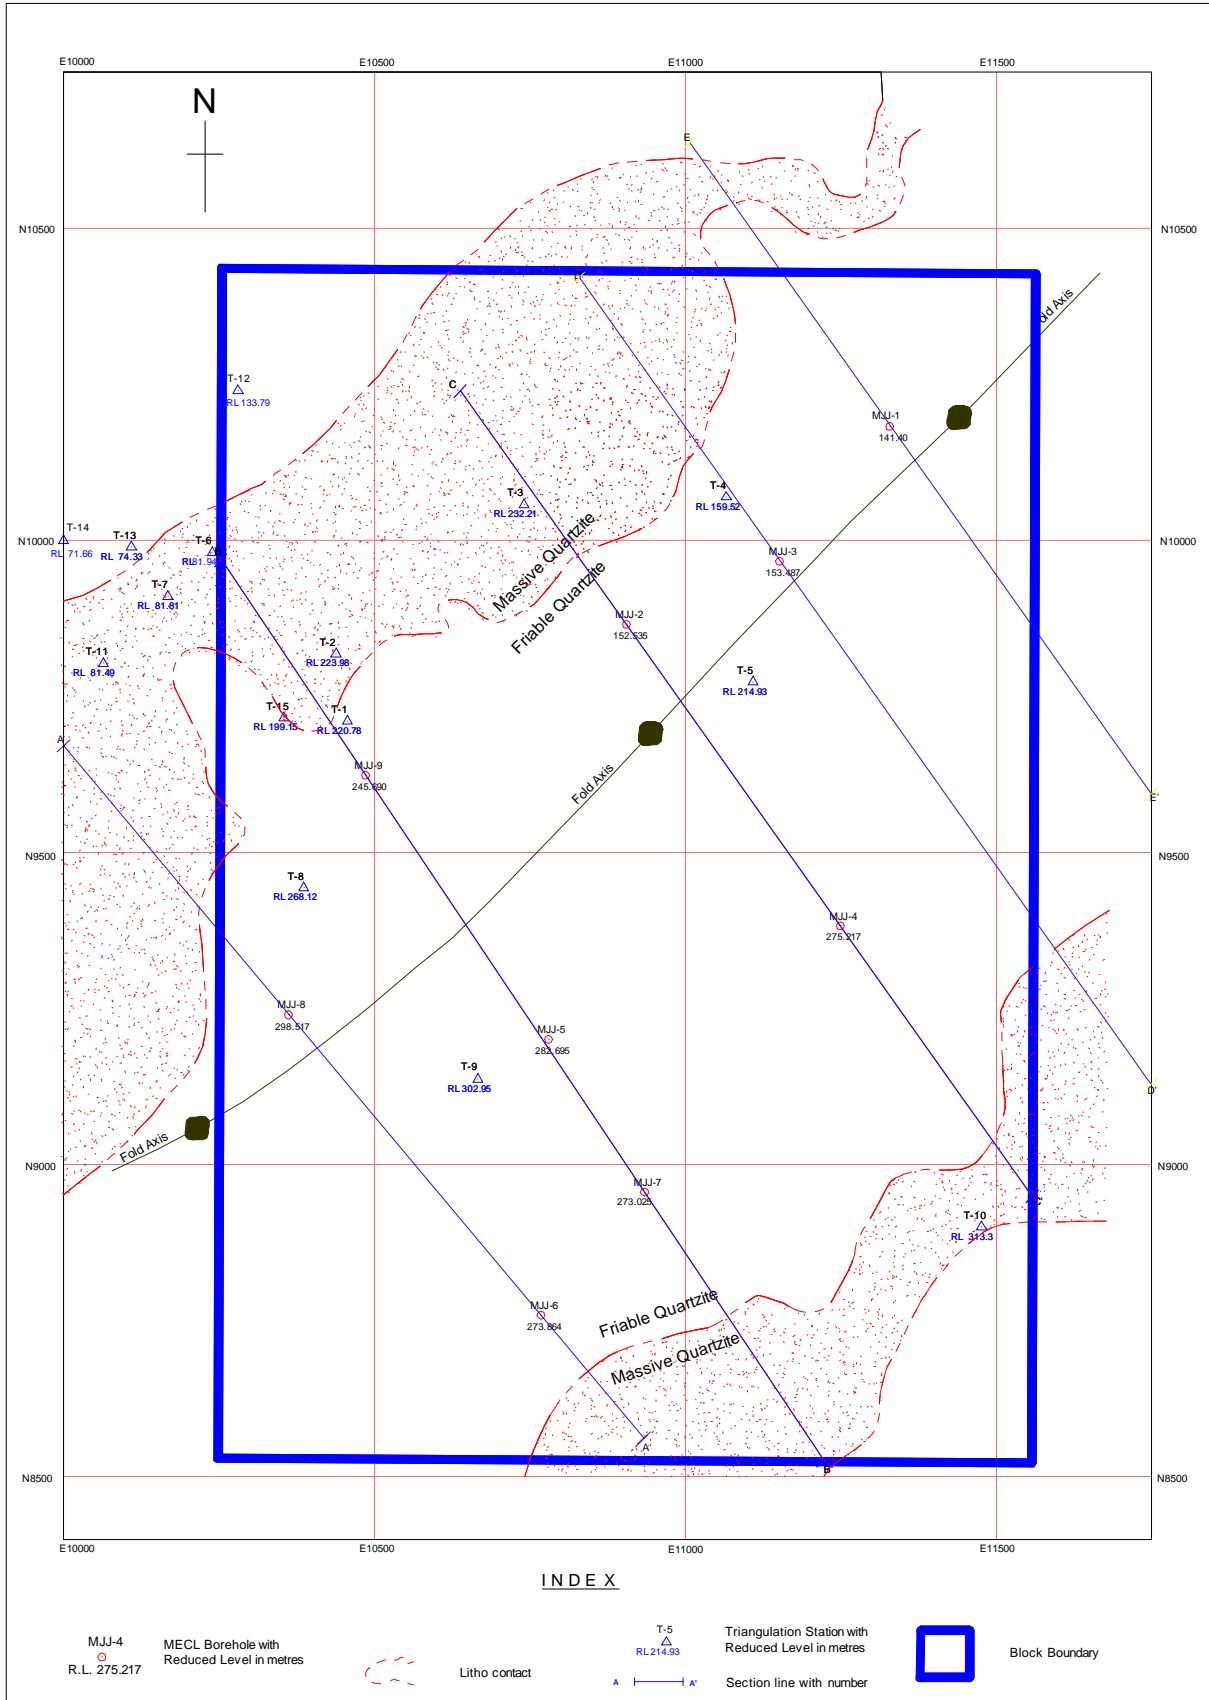 E10000
E10500
E11000
E11500
N
E
N10500
N10500
Fold Axis
T-12
RL 133.79
C
MJJ-1
141.40
T-3
RL 232.21
T-4
RL 159.52
T-14
RL 71.66
T-13
RL 74.33
T-6
N10000
N10000
T-7
RL 81.81
Massive Quartzite
Friable Quartzite
MJJ-3
153.487
MJJ-2
152.535
T-11
RL 81.49
T-2
RL 223.98
T-5
RL 214.93
T-15
RL 199.15
T-1
RL 220.78
A
MJJ-9
245.690
Fold Axis
E'
N9500
N9500
T-8
RL 268.12
MJJ-4
275.217
MJJ-8
298.517
MJJ-5
282.695
T-9
RL 302.95
D'
Fold Axis
N9000
N9000
MJJ-7
273.025
C'
T-10
RL 313.3
MJJ-6
273.864
Friable Quartzite
Massive Quartzite
A'
B'
N8500
N8500
E10000
E10500
E11000
E11500
INDEX
MJJ-4
R.L. 275.217
MECL Borehole with
Reduced Level in metres
Litho contact
T-5
RL 214.93
Triangulation Station with
Reduced Level in metres
A
A'
Section line with number
Block Boundary